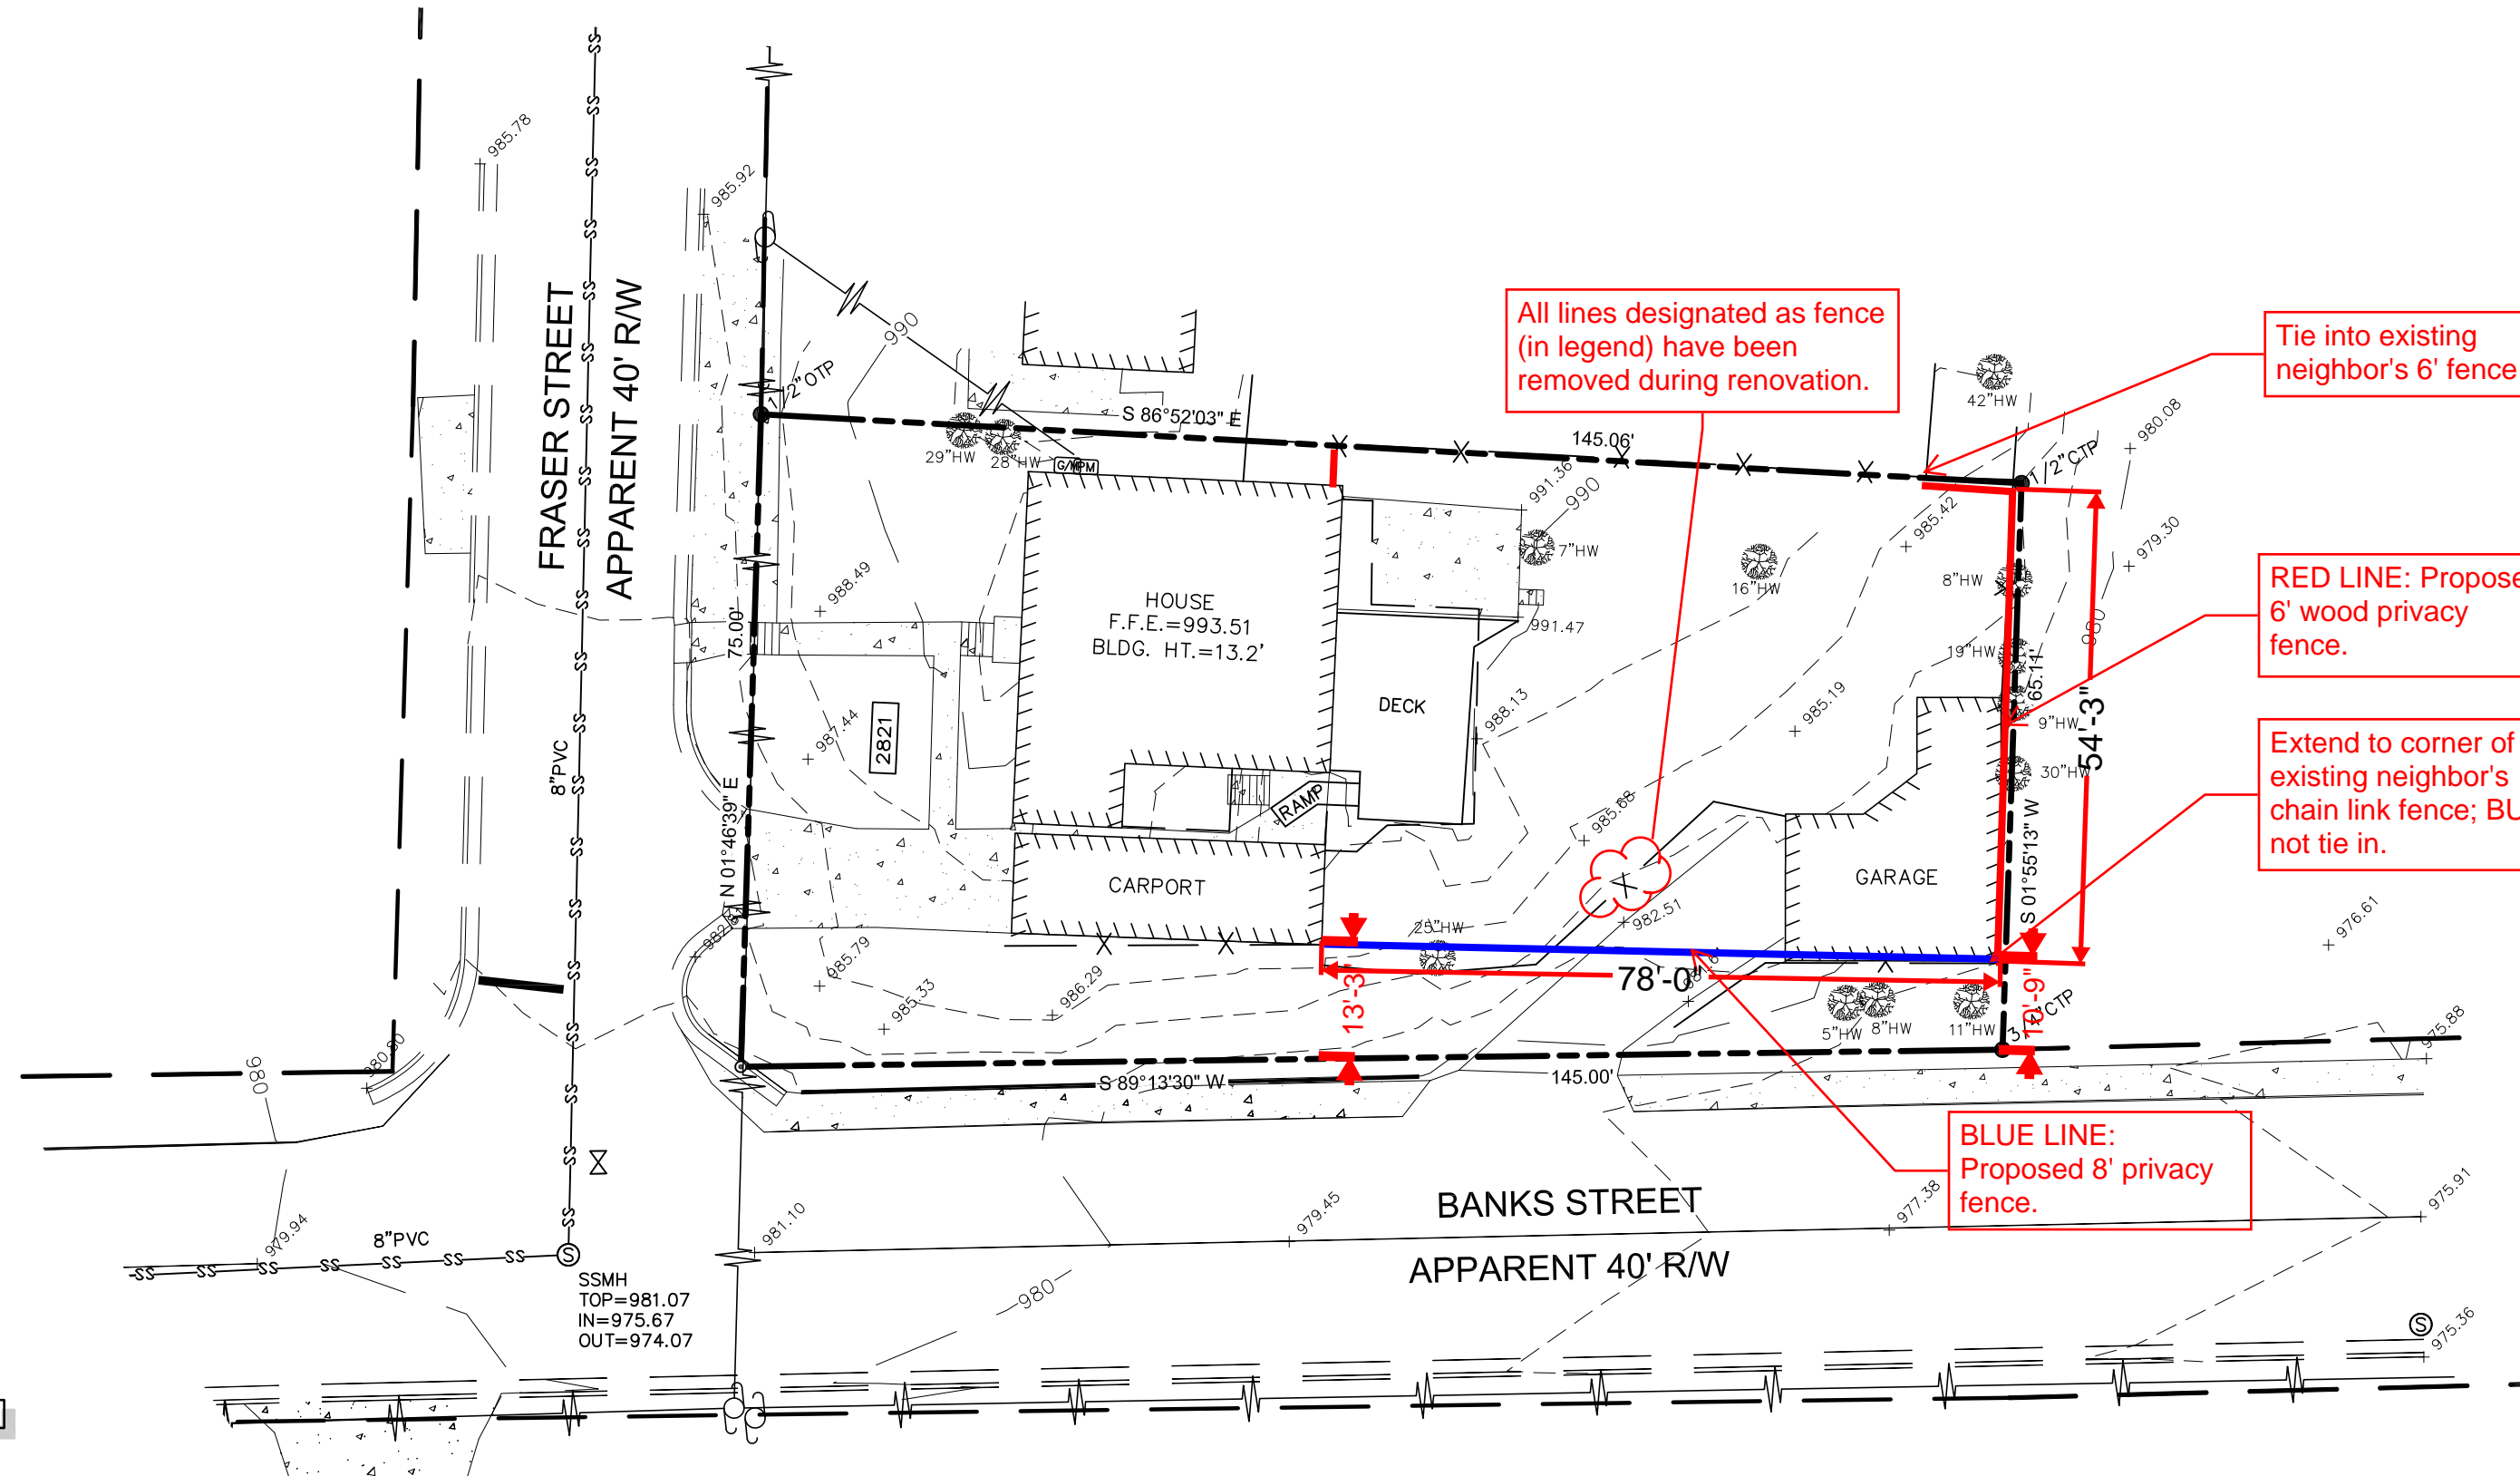 985.78
985.92
FRASER STREET
APPARENT 40' R/W
8"PVC
1/2" OTP
990
29"HW
28"HW
G/M
PM
S 86°52'03" E
145.06'
All lines designated as fence
(in legend) have been
removed during renovation.
Tie into existing
neighbor's 6' fence
42"HW
980.08
1/2"CTP
991.36
990
7"HW
16"HW
985.42
979.30
8"HW
980
988.49
75.00'
HOUSE
F.F.E.=993.51
BLDG. HT.=13.2'
991.47
19"HW
65.11'
RED LINE: Propose
6' wood privacy
fence.
987.44
2821
DECK
988.13
985.19
9"HW
54'-3"
30"HW
Extend to corner of
existing neighbor's
chain link fence; BU
not tie in.
N 01°46'39" E
RAMP
985.68
S 01°55'13" W
CARPORT
GARAGE
982.51
25"HW
976.61
985.79
986.29
985.33
13'-3"
78'-0"
5"HW
8"HW
11"HW
10'-9"
975.88
980
S 89°13'30" W
145.00'
BLUE LINE:
Proposed 8' privacy
fence.
979.94
8"PVC
981.10
979.45
BANKS STREET
977.38
975.91
APPARENT 40' R/W
980
SSMH
TOP=981.07
IN=975.67
OUT=974.07
S
S
975.36